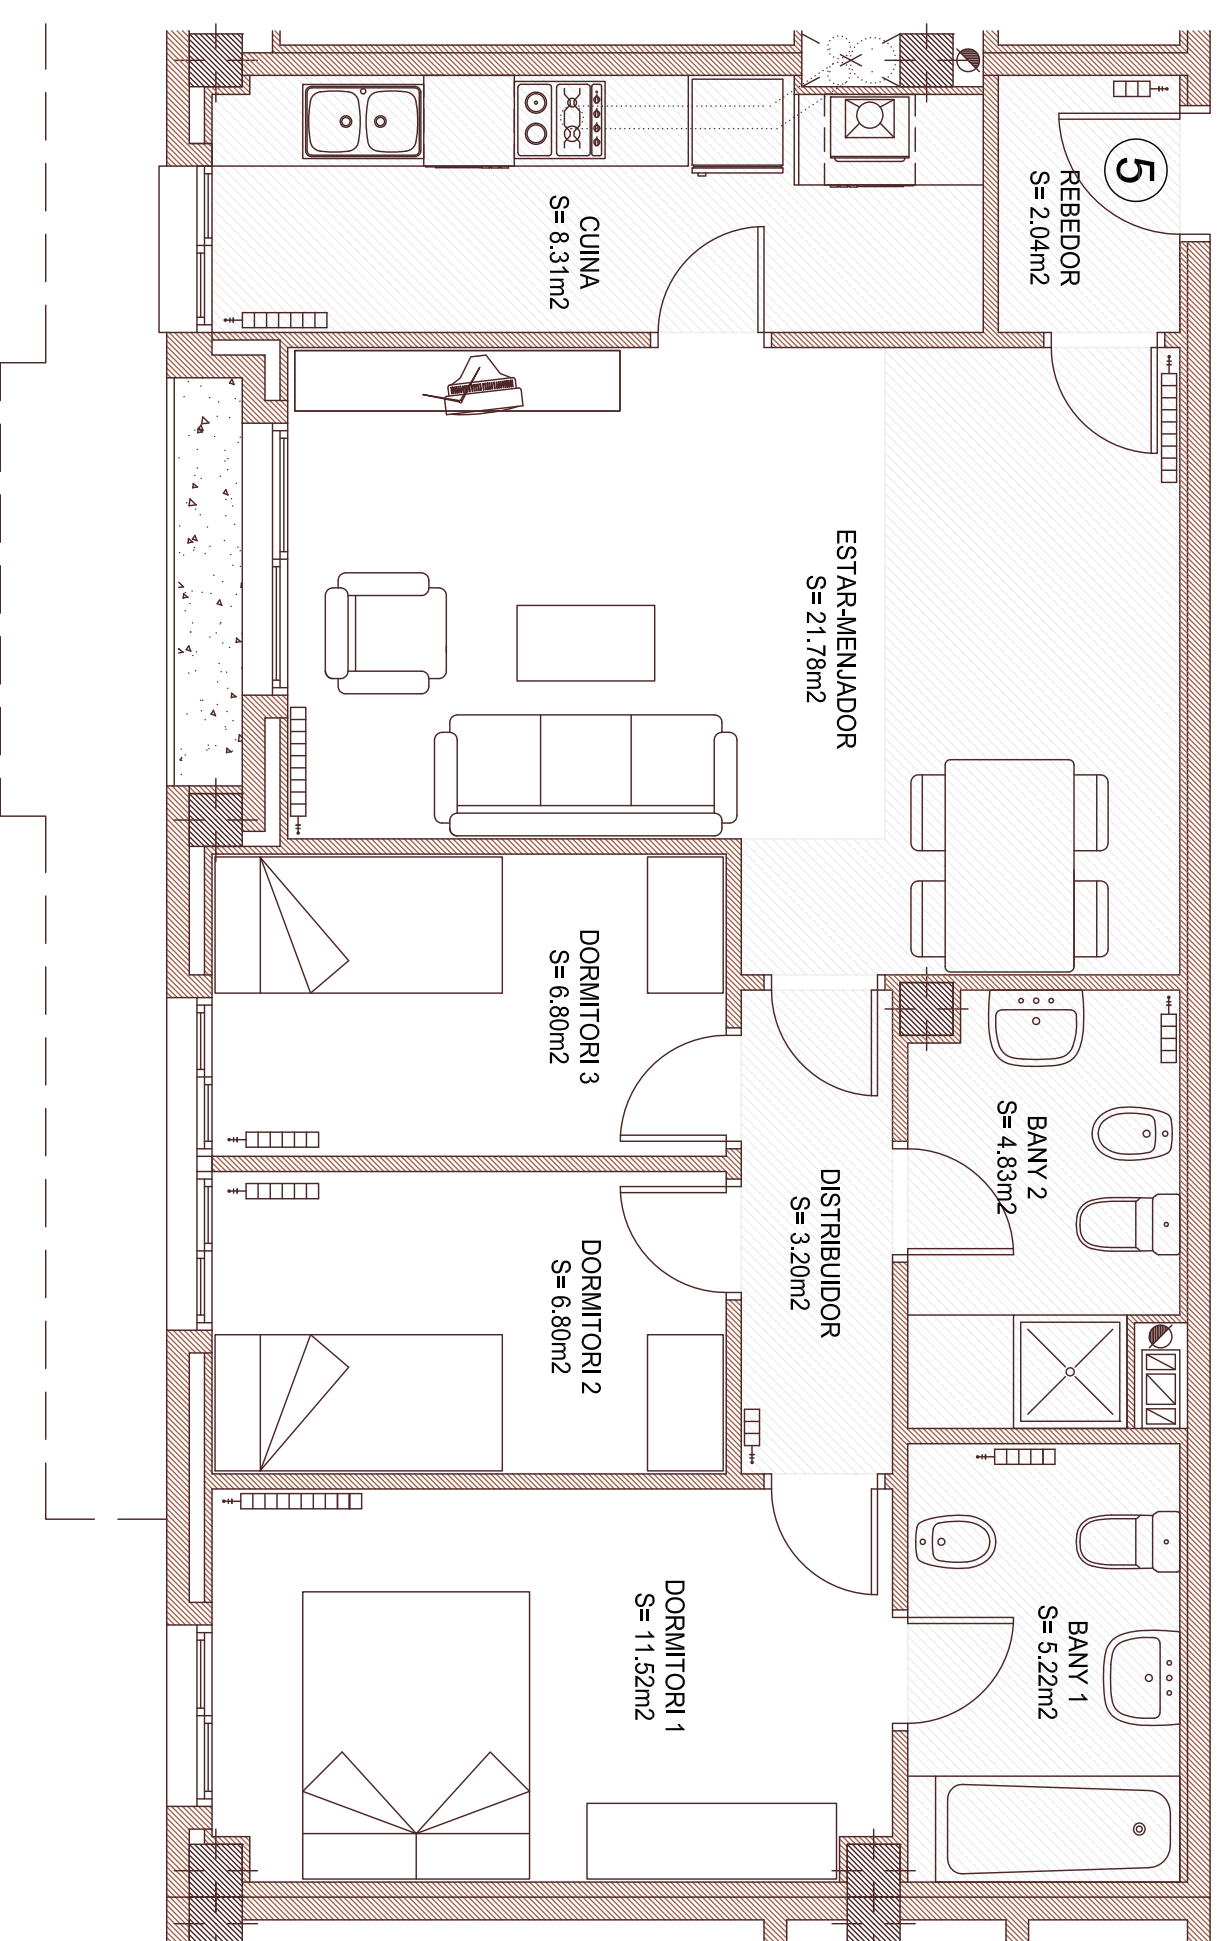 5
REBEDOR
S= 2.04m2
CUINA
S= 8.31m2
ESTAR-MENJADOR
S= 21.78m2
DORMITORI 3
S= 6.80m2
BANY 2
S= 4.83m2
DISTRIBUIDOR
S= 3.20m2
DORMITORI 2
S= 6.80m2
DORMITORI 1
S= 11.52m2
BANY 1
S= 5.22m2